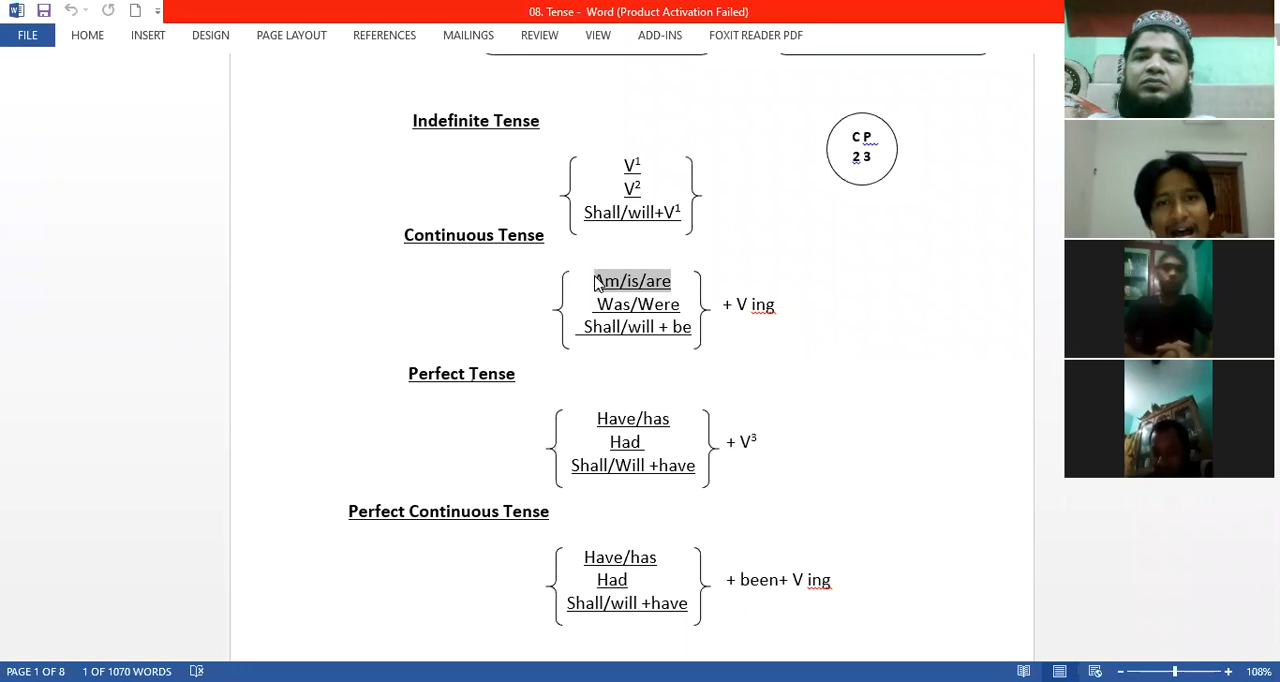 08. Tense - Word (Product Activation Failed)
FILE HOME INSERT DESIGN PAGE LAYOUT REFERENCES MAILINGS REVIEW VIEW ADD-INS FOXIT READER PDF
Indefinite Tense
C P
2 3
V¹
V²
Shall/will+V¹
Continuous Tense
Am/is/are
Was/Were
+ V ing
Shall/will + be
Perfect Tense
Have/has
Had
+ V³
Shall/Will +have
Perfect Continuous Tense
Have/has
Had
+ been+ V ing
Shall/will +have
PAGE 1 OF 8 1 OF 1070 WORDS
108%